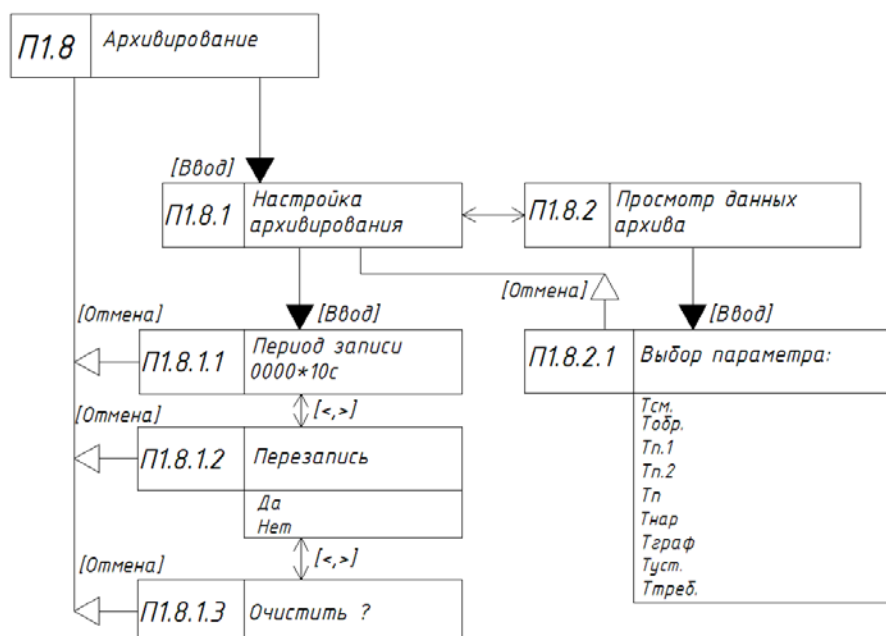 П1.8 Архивирование
[Ввод]
П1.8.1 Настройка
архивирования
П1.8.2 Просмотр данных
архива
[Отмена]
[Ввод]
[Отмена]
[Ввод]
П1.8.1.1 Период записи
0000*10с
П1.8.2.1 Выбор параметра:
[<,>]
[Отмена]
П1.8.1.2 Перезапись
Да
Нет
Тсм.
Тобр.
Тп.1
Тп.2
Тп
Тнар
Тграф
Туст.
Ттреб.
[<,>]
[Отмена]
П1.8.1.3 Очистить ?